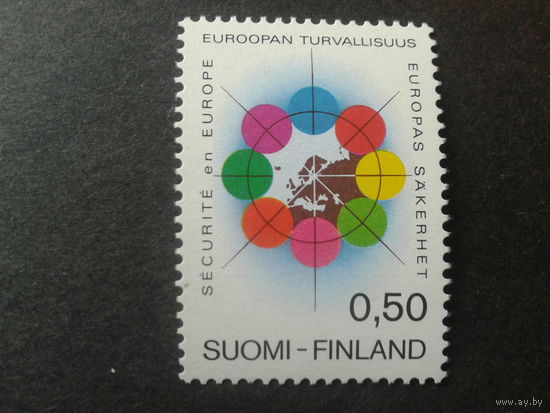 EUROOPAN TURVALLISUUS
SÉCURITÉ en EUROPE
EUROPAS SÄKERHET
0,50
SUOMI-FINLAND
www.ay.by